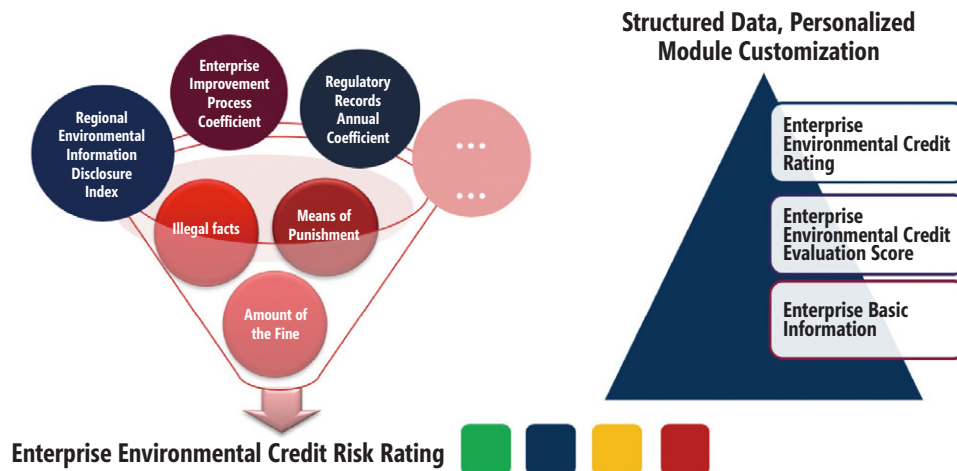 Structured Data, Personalized
Module Customization
Enterprise
Improvement
Process
Coefficient
Regulatory
Records
Annual
Coefficient
Regional
Environmental
Information
Disclosure
Index
...
...
Illegal facts
Means of
Punishment
Amount of
the Fine
Enterprise
Environmental Credit
Rating
Enterprise
Environmental Credit
Evaluation Score
Enterprise Basic
Information
Enterprise Environmental Credit Risk Rating